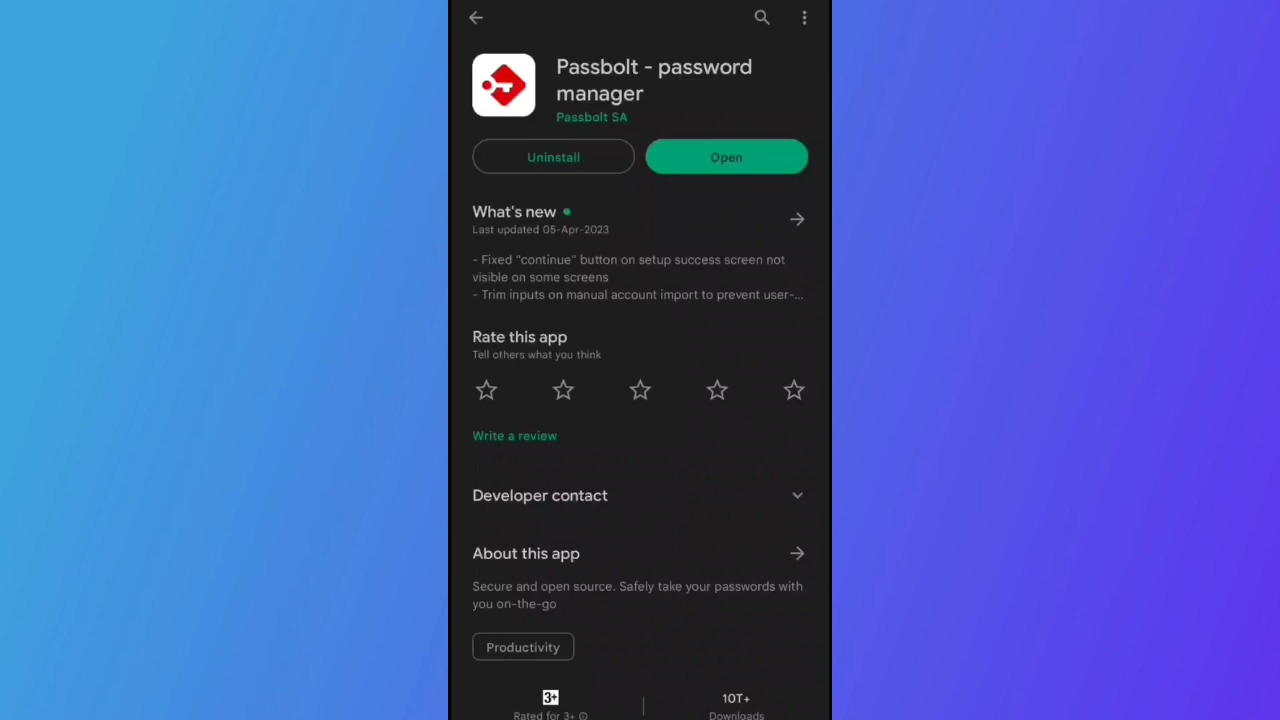 Passbolt - password
manager
Passbolt SA
Uninstall
Open
What's new
Last updated 05-Apr-2023
- Fixed "continue" button on setup success screen not
visible on some screens
- Trim inputs on manual account import to prevent user-...
Rate this app
Tell others what you think
Write a review
Developer contact
About this app
Secure and open source. Safely take your passwords with
you on-the-go
Productivity
3+
10T+
Rated for 3+
Downloads